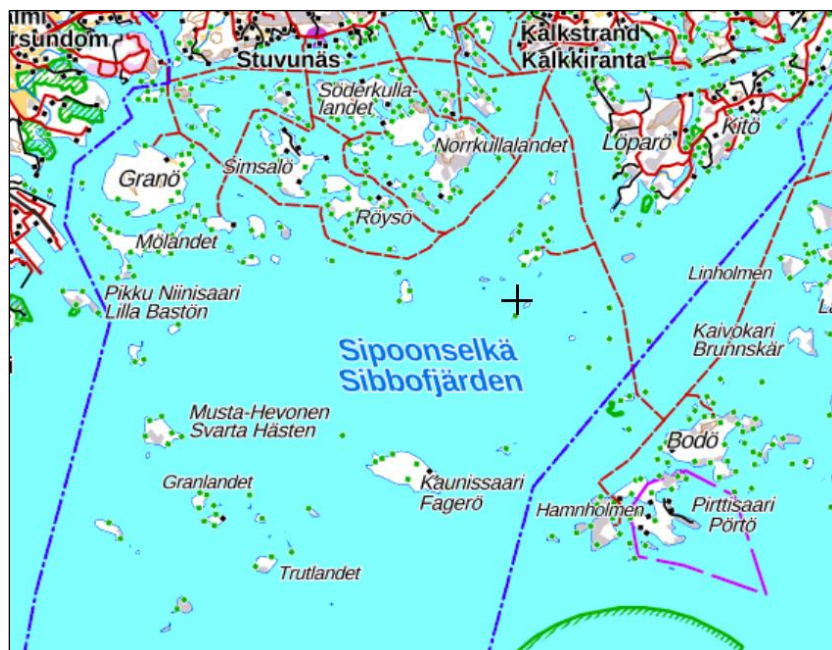 Kalkstrand
Kalkkiranta
Stuvunäs
Söderkulla-
landet
Norrkullalandet
Löparö
Kitö
Simsalö
Granö
Röysö
Mölandet
Linholmen
Pikku Niinisaari
Lilla Bastön
Kaivokari
Bruhnskär
Sipoonselkä
Sibbofjärden
Musta-Hevonen
Svarta Hästen
Bodö
Granlandet
Kaunissaari
Fagerö
Hamnholmen
Pirttisaari
Pörtö
Trutlandet